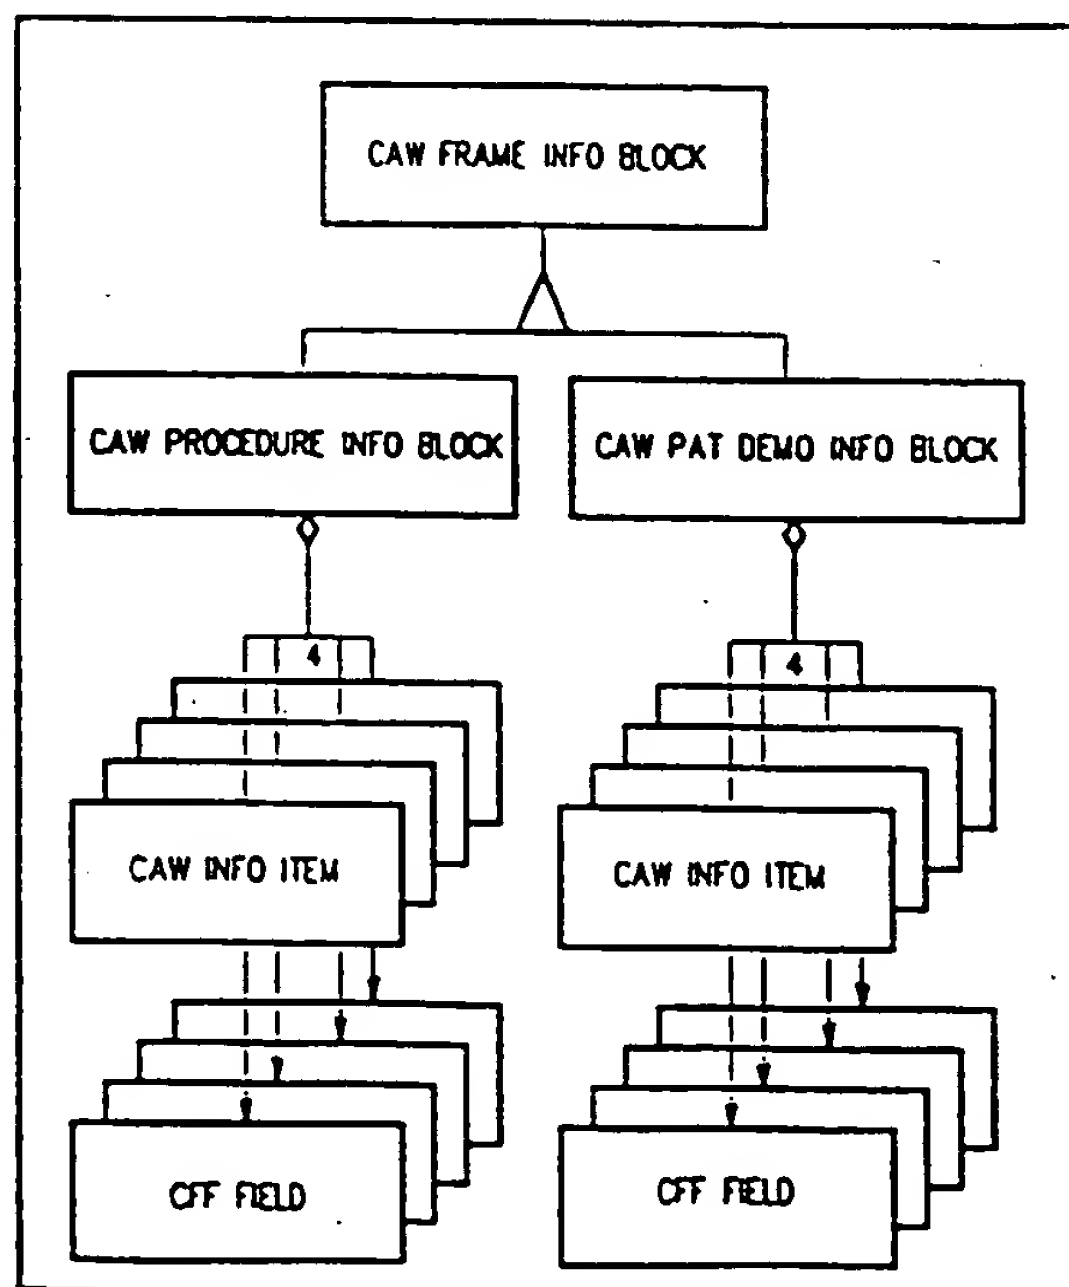 CAW FRAME INFO BLOCK
CAW PROCEDURE INFO BLOCK
CAW PAT DEMO INFO BLOCK
4
4
CAW INFO ITEM
CAW INFO ITEM
CFF FIELD
CFF FIELD